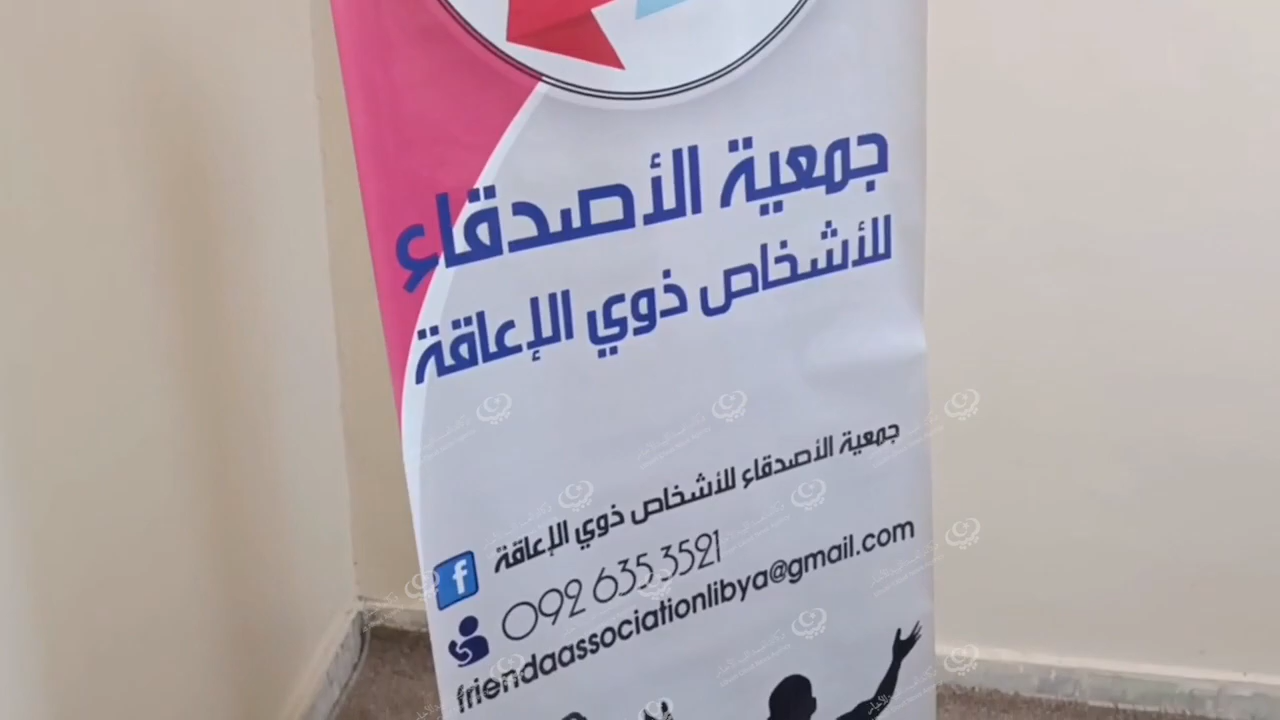 جمعية الأصدقاء
للأشخاص ذوي الإعاقة
جمعية الأصدقاء للأشخاص ذوي الإعاقة
092 635 3521
friendaassociationlibya@gmail.com